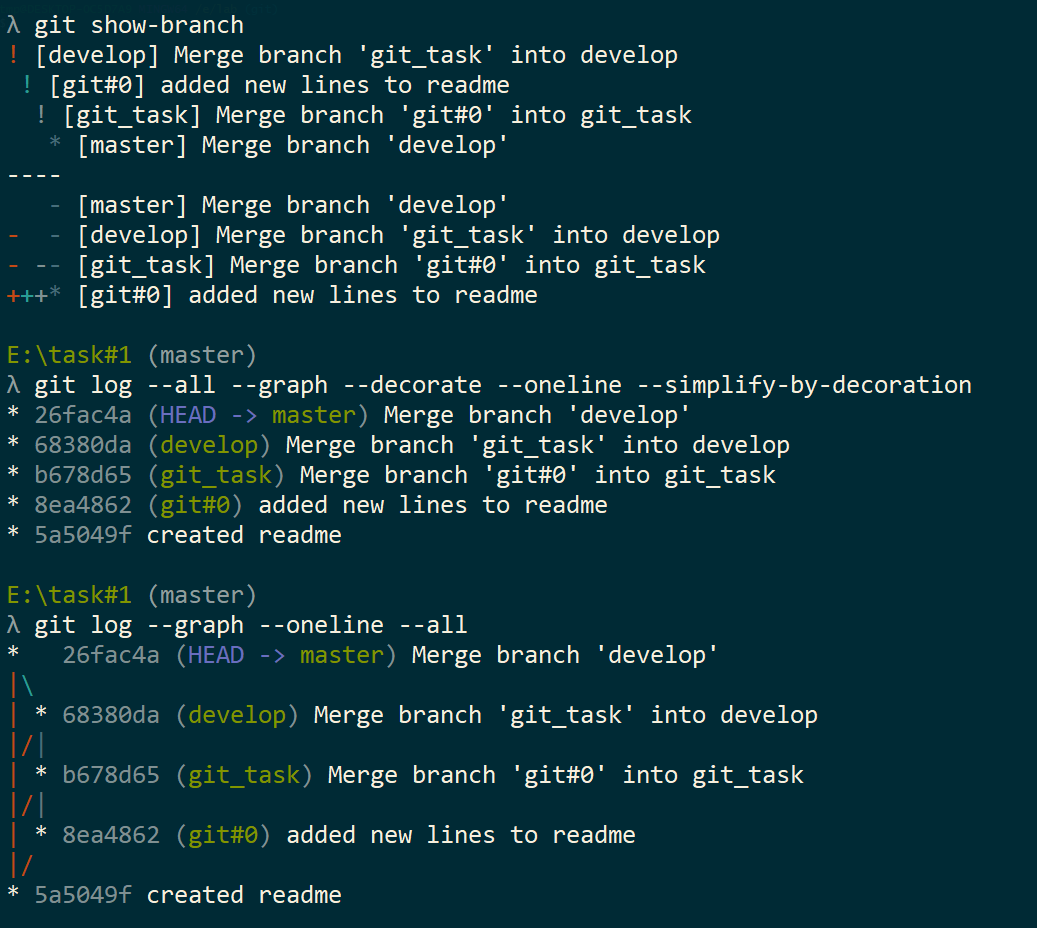 λ git show-branch
! [develop] Merge branch 'git_task' into develop
 ! [git#0] added new lines to readme
  ! [git_task] Merge branch 'git#0' into git_task
   * [master] Merge branch 'develop'
----
   - [master] Merge branch 'develop'
-  - [develop] Merge branch 'git_task' into develop
- -- [git_task] Merge branch 'git#0' into git_task
+++* [git#0] added new lines to readme

E:\task#1 (master)
λ git log --all --graph --decorate --oneline --simplify-by-decoration
* 26fac4a (HEAD -> master) Merge branch 'develop'
* 68380da (develop) Merge branch 'git_task' into develop
* b678d65 (git_task) Merge branch 'git#0' into git_task
* 8ea4862 (git#0) added new lines to readme
* 5a5049f created readme

E:\task#1 (master)
λ git log --graph --oneline --all
*   26fac4a (HEAD -> master) Merge branch 'develop'
|\
| * 68380da (develop) Merge branch 'git_task' into develop
|/|
| * b678d65 (git_task) Merge branch 'git#0' into git_task
|/|
| * 8ea4862 (git#0) added new lines to readme
|/
* 5a5049f created readme